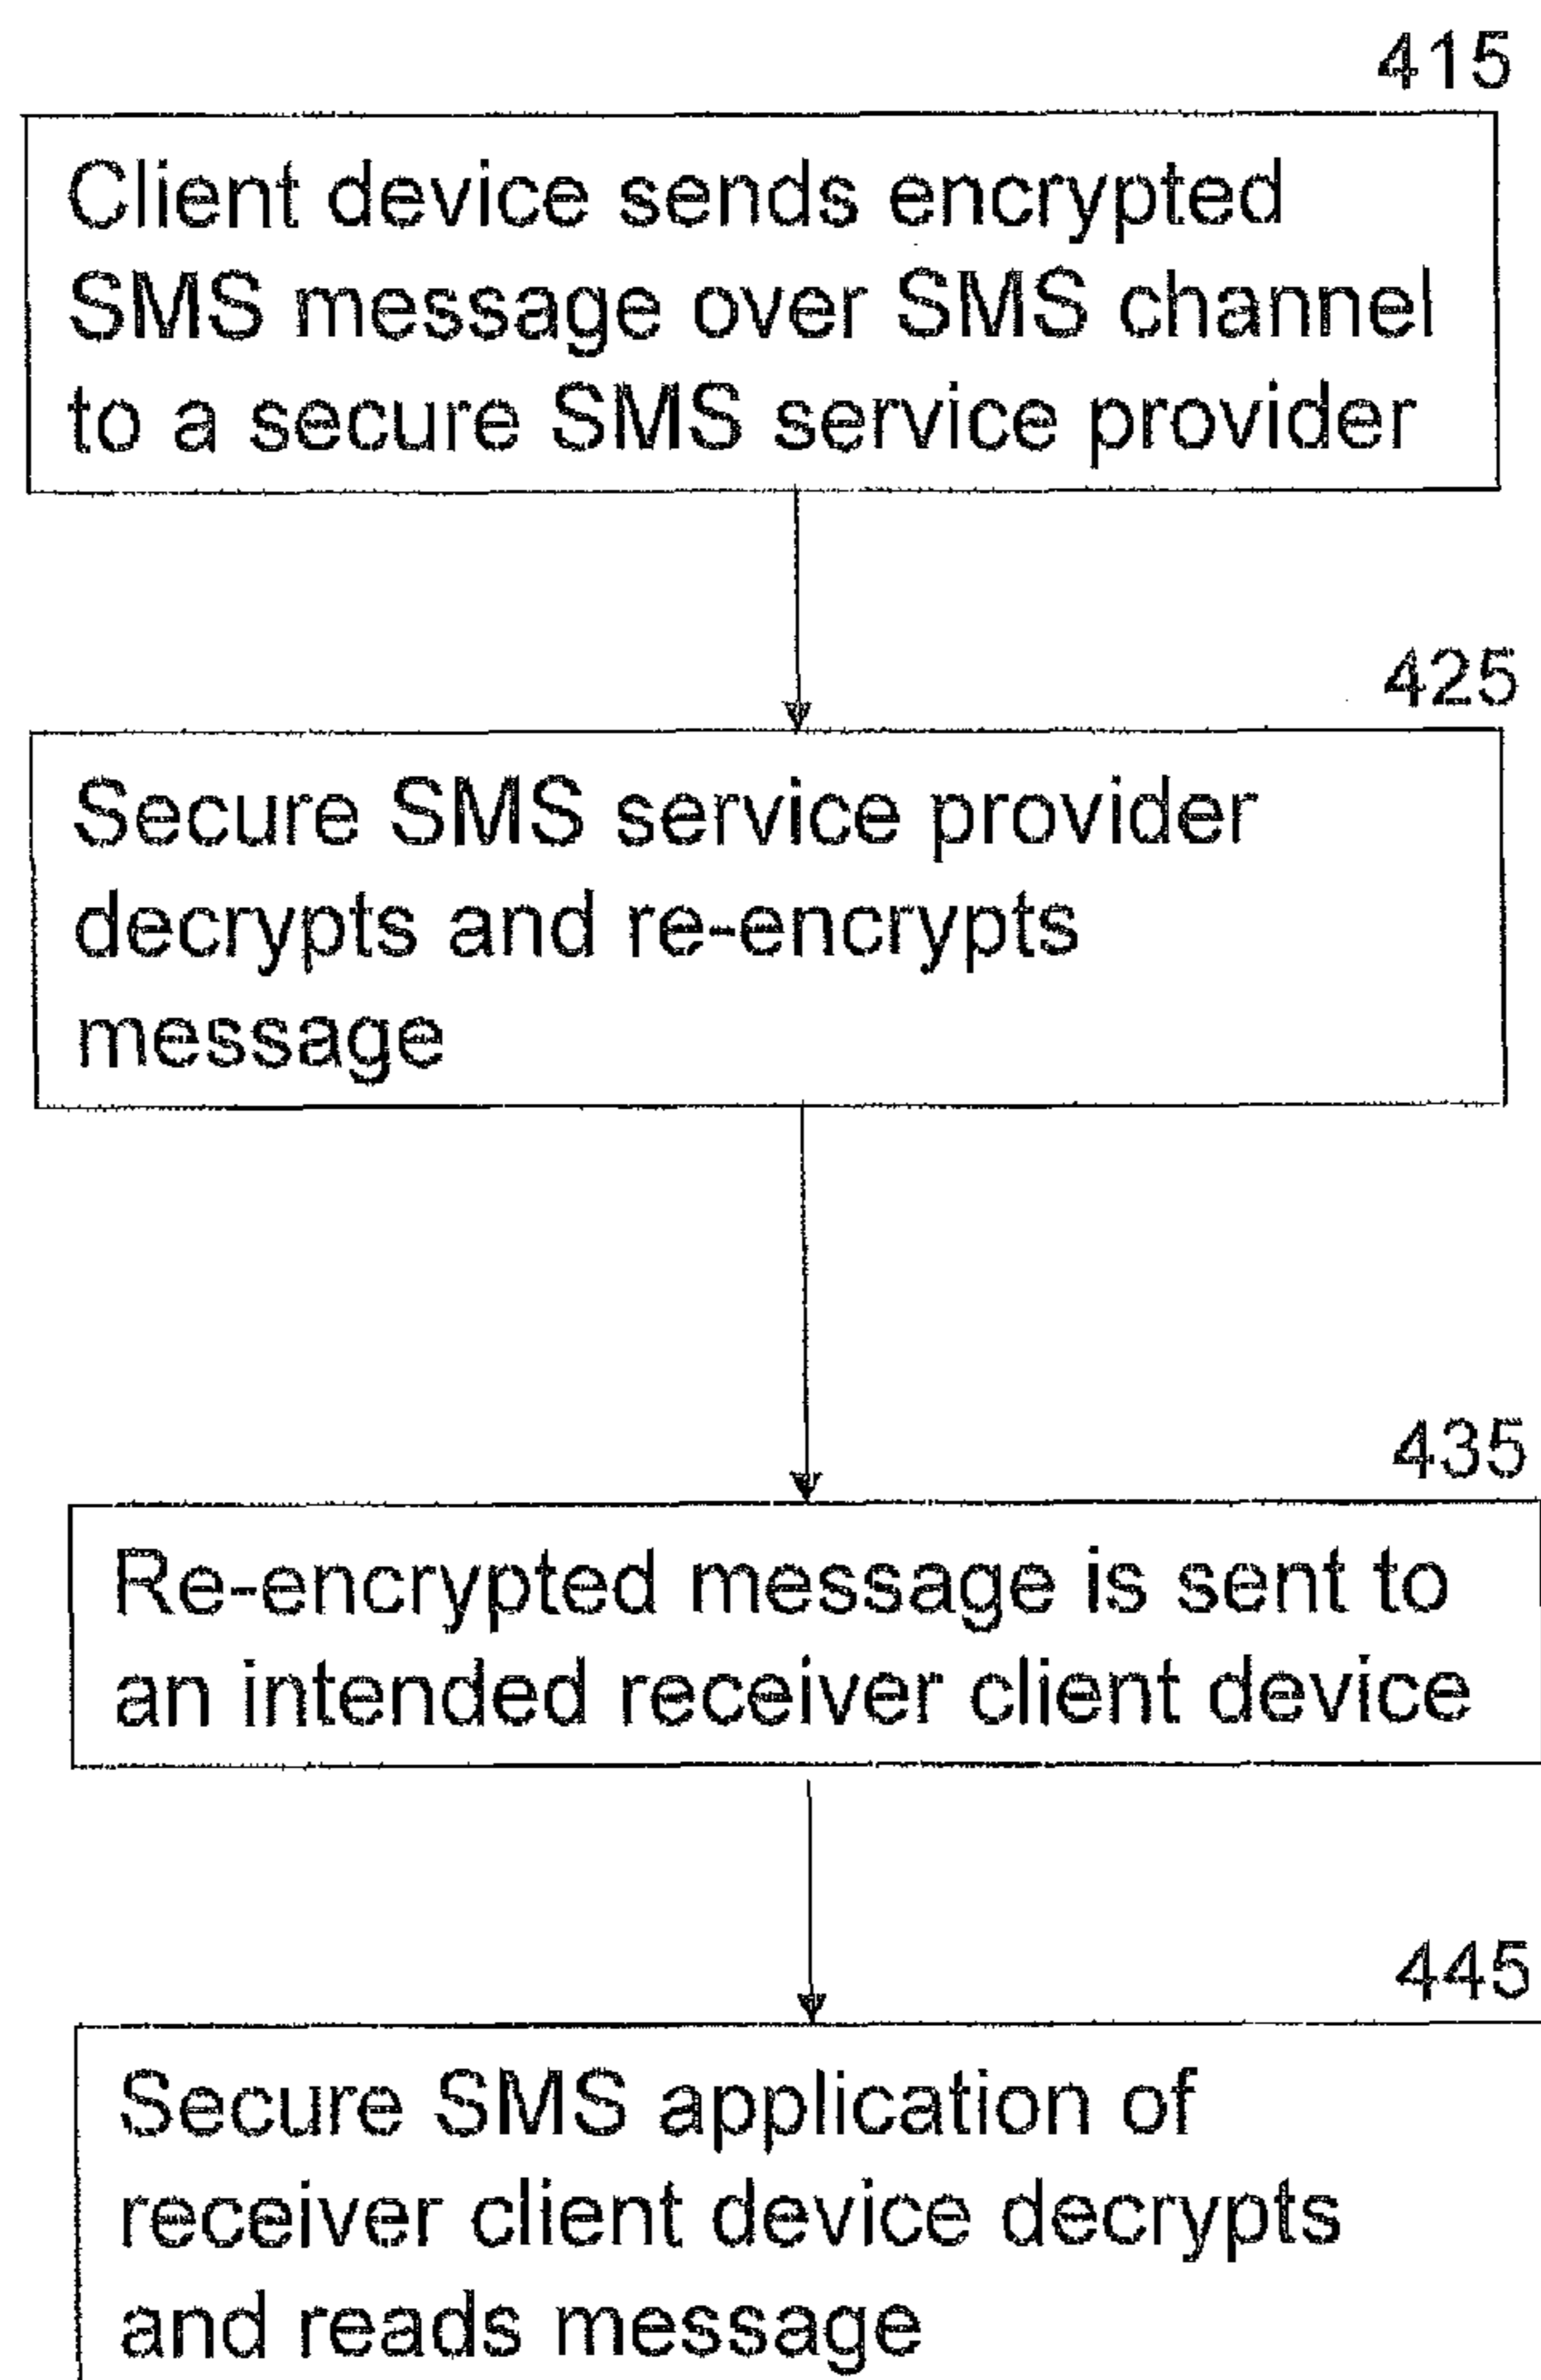 415
Client device sends encrypted
SMS message over SMS channel
to a secure SMS service provider
425
Secure SMS service provider
decrypts and re-encrypts
message
435
Re-encrypted message is sent to
an intended receiver client device
445
Secure SMS application of
receiver client device decrypts
and reads message